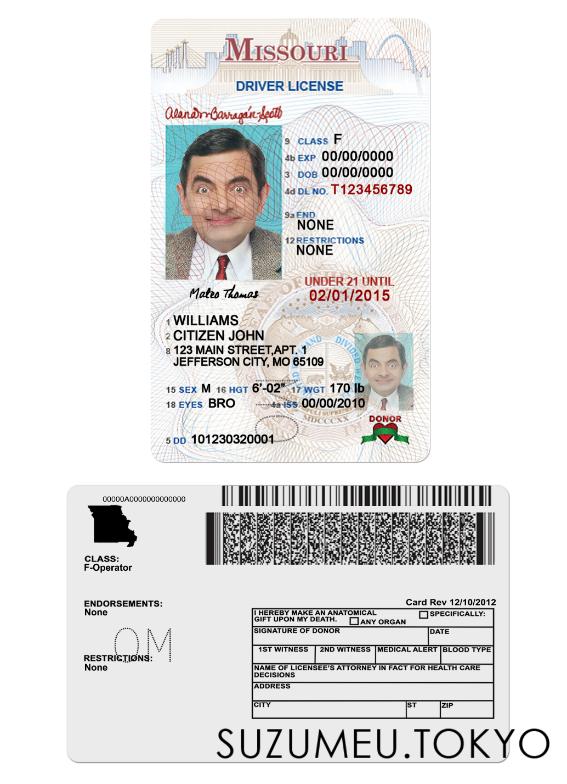 MISSOURI
DRIVER LICENSE
9 CLASS F
4b EXP 00/00/0000
3 DOB 00/00/0000
4d DL NO. T123456789
9a END
NONE
12 RESTRICTIONS
NONE
UNDER 21 UNTIL
02/01/2015
Mateo Thomas
1 WILLIAMS
2 CITIZEN JOHN
8 123 MAIN STREET,APT. 1
JEFFERSON CITY, MO 65109
15 SEX M 16 HGT 6'-02" 17 WGT 170 lb
18 EYES BRO 4a ISS 00/00/2010
DONOR
5 DD 101230320001
00000A0000000000000
CLASS:
F-Operator
ENDORSEMENTS:
None
OM
RESTRICTIONS:
None
Card Rev 12/10/2012
I HEREBY MAKE AN ANATOMICAL
GIFT UPON MY DEATH. ANY ORGAN SPECIFICALLY:
SIGNATURE OF DONOR DATE
1ST WITNESS 2ND WITNESS MEDICAL ALERT BLOOD TYPE
NAME OF LICENSEE'S ATTORNEY IN FACT FOR HEALTH CARE
DECISIONS
ADDRESS
CITY ST ZIP
SUZUMEU.TOKYO